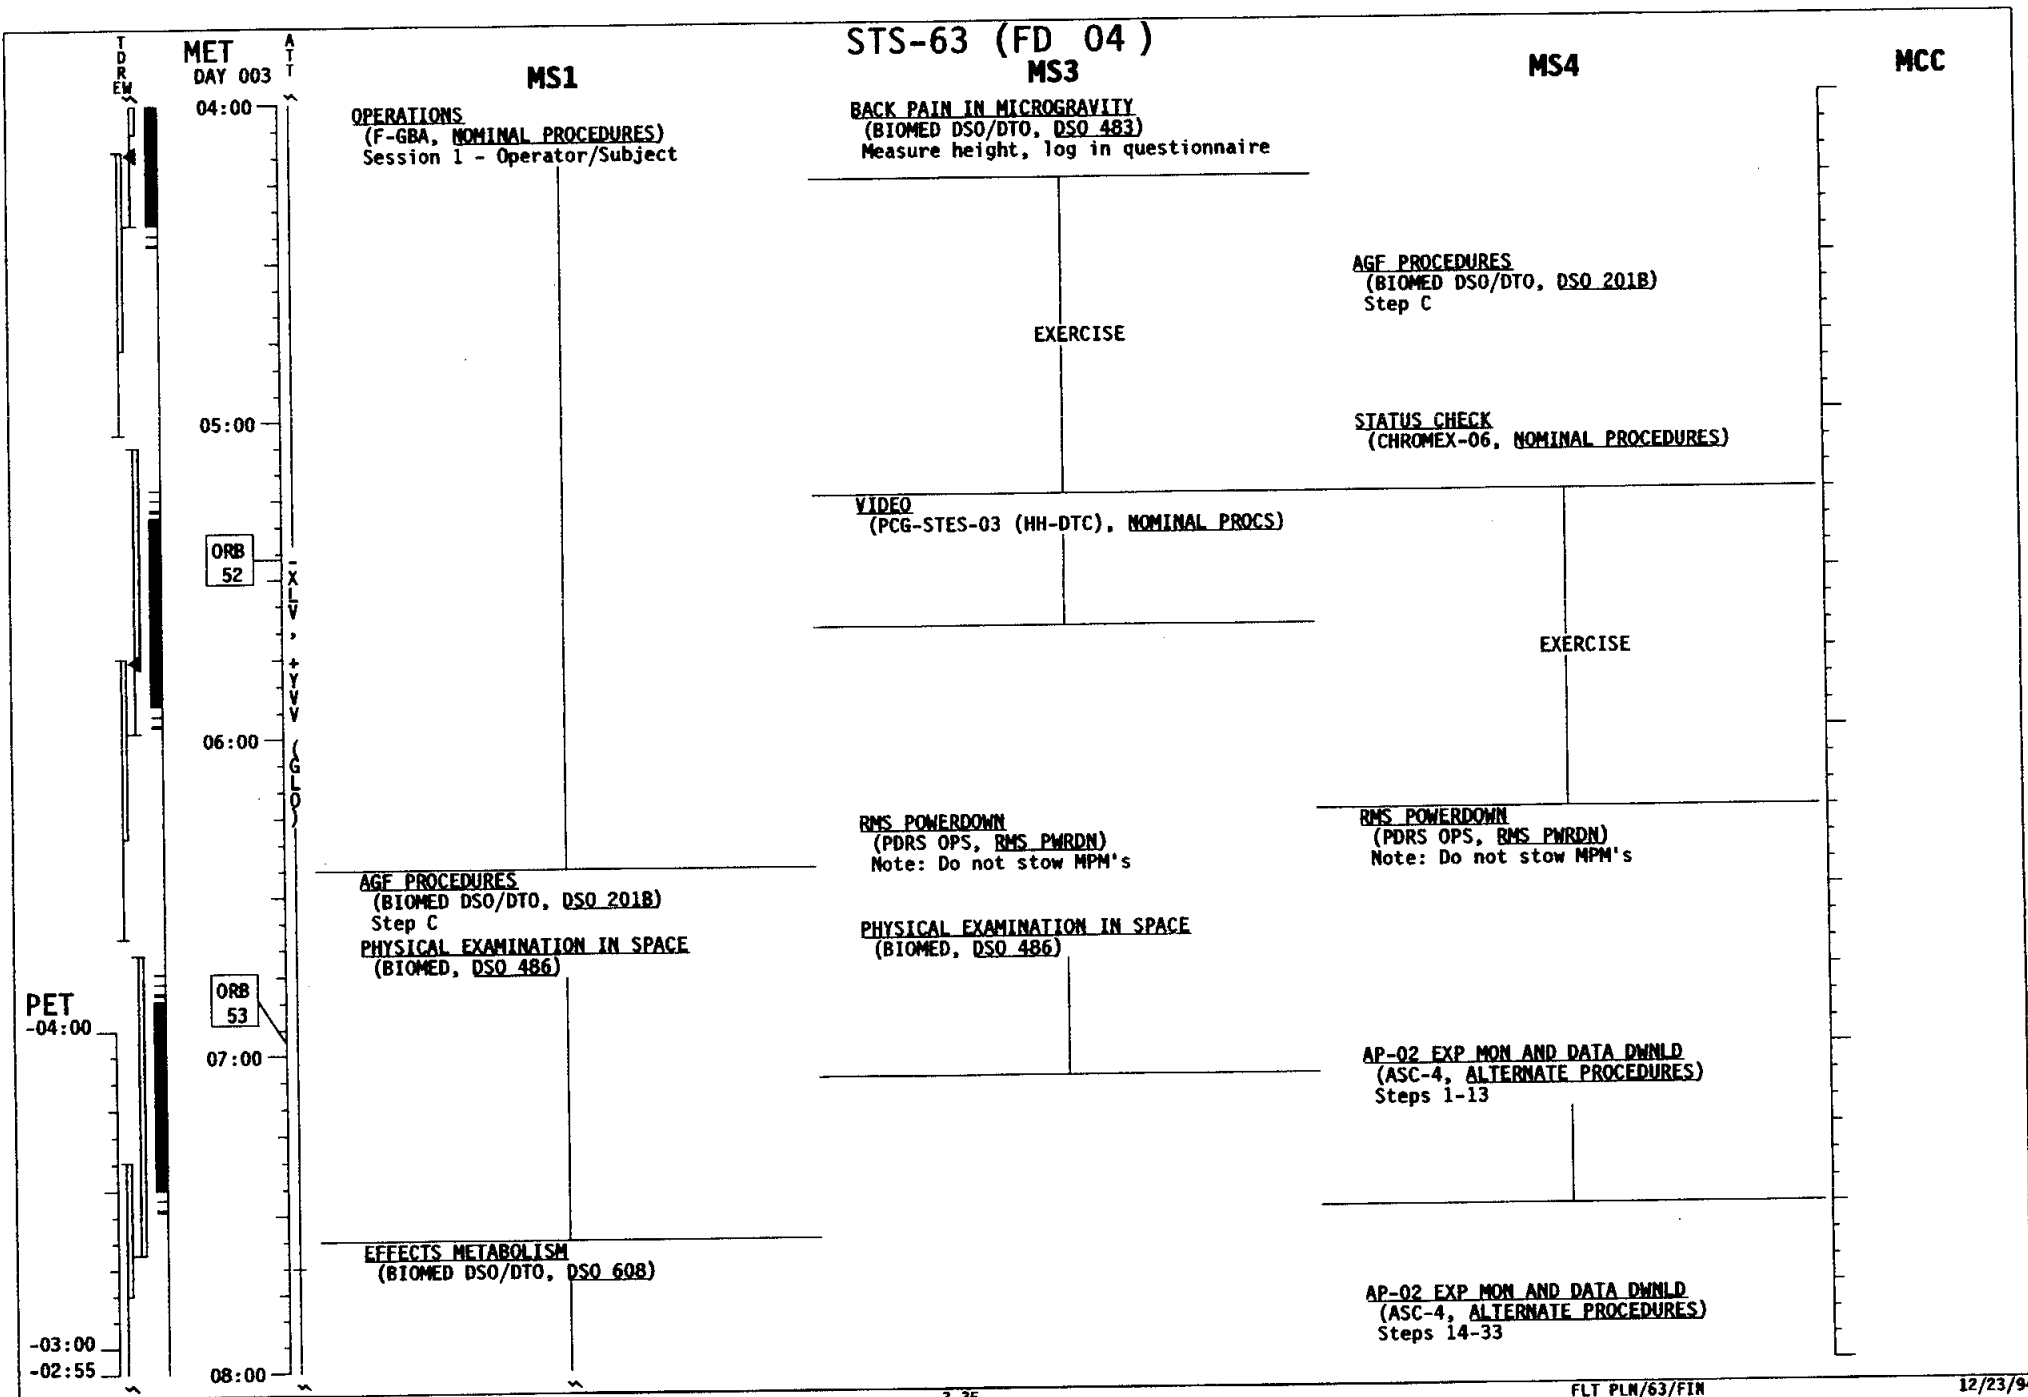 STS-63 (FD 04 )
T
D
R
E W
MET
DAY 003
A
T
T
MS1
MS3
MS4
MCC
04:00
05:00
ORB
52
06:00
ORB
53
07:00
08:00
PET
-04:00
-03:00
-02:55
-XLV, +YVV (GLO)
OPERATIONS
(F-GBA, NOMINAL PROCEDURES)
Session 1 - Operator/Subject
AGF PROCEDURES
(BIOMED DSO/DTO, DSO 201B)
Step C
PHYSICAL EXAMINATION IN SPACE
(BIOMED, DSO 486)
EFFECTS METABOLISM
(BIOMED DSO/DTO, DSO 608)
BACK PAIN IN MICROGRAVITY
(BIOMED DSO/DTO, DSO 483)
Measure height, log in questionnaire
EXERCISE
VIDEO
(PCG-STES-03 (HH-DTC), NOMINAL PROCS)
RMS POWERDOWN
(PDRS OPS, RMS PWRDN)
Note: Do not stow MPM's
PHYSICAL EXAMINATION IN SPACE
(BIOMED, DSO 486)
AGF PROCEDURES
(BIOMED DSO/DTO, DSO 201B)
Step C
STATUS CHECK
(CHROMEX-06, NOMINAL PROCEDURES)
EXERCISE
RMS POWERDOWN
(PDRS OPS, RMS PWRDN)
Note: Do not stow MPM's
AP-02 EXP MON AND DATA DWNLD
(ASC-4, ALTERNATE PROCEDURES)
Steps 1-13
AP-02 EXP MON AND DATA DWNLD
(ASC-4, ALTERNATE PROCEDURES)
Steps 14-33
FLT PLN/63/FIN